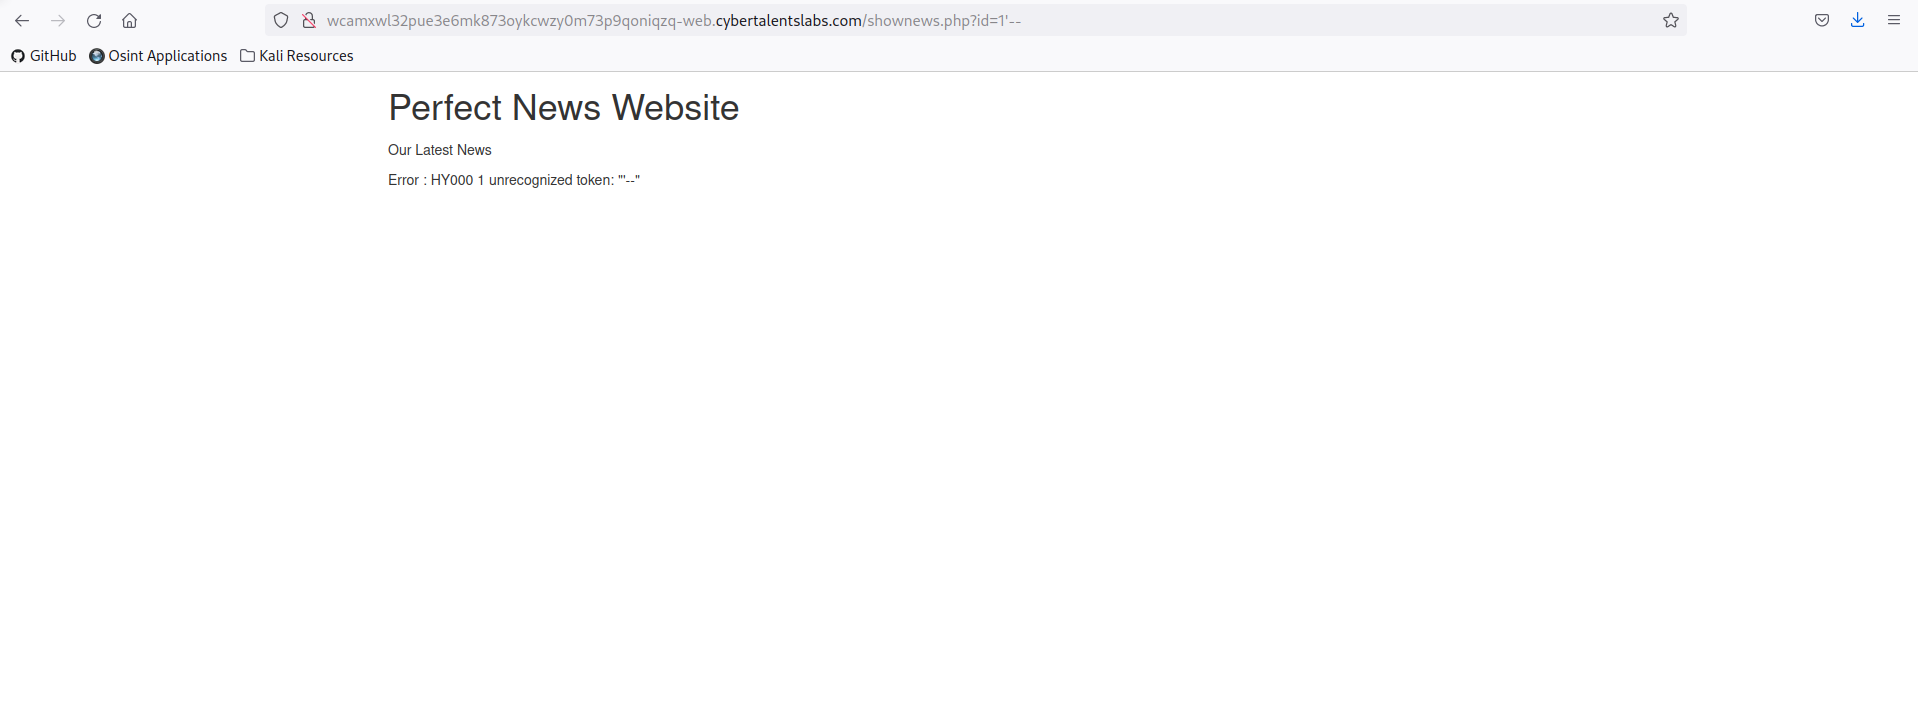 wcamxwl32pue3e6mk873oykcwzy0m73p9qoniqzq-web.cybertalentslabs.com/shownews.php?id=1'--
GitHub Osint Applications Kali Resources
Perfect News Website
Our Latest News
Error : HY000 1 unrecognized token: "'--"